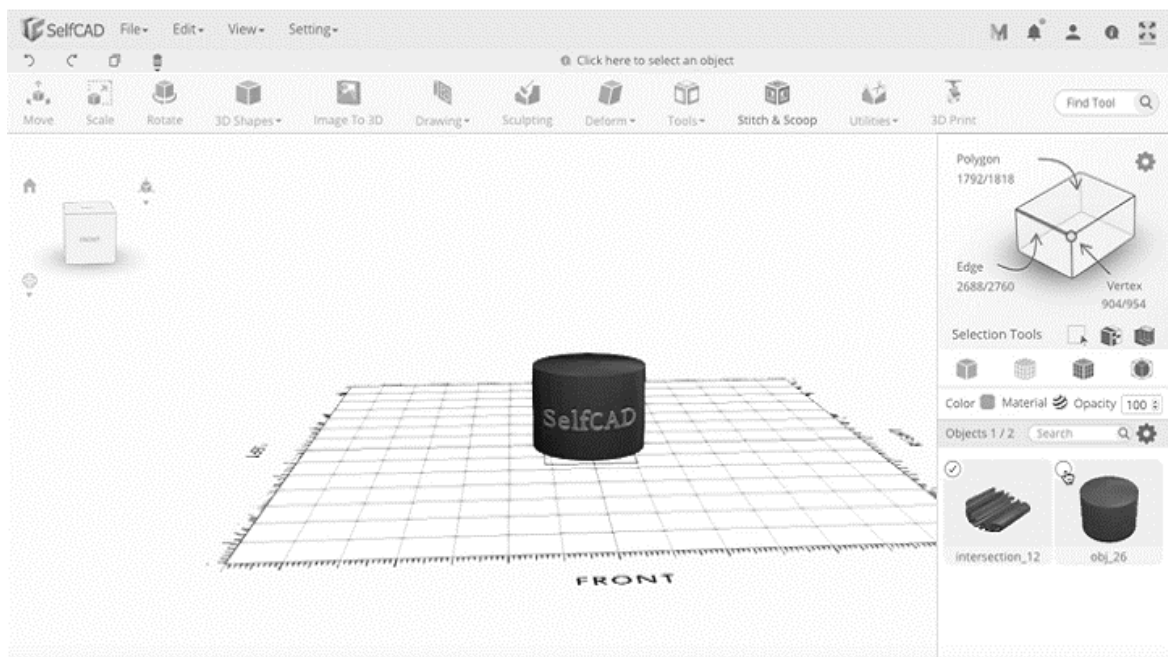 SelfCAD File Edit View Setting
Click here to select an object
Move Scale Rotate 3D Shapes Image To 3D Drawing Sculpting Deform Tools Stitch & Scoop Utilities 3D Print Find Tool
Polygon
1792/1818
FRONT
Edge
2688/2760
Vertex
904/954
Selection Tools
Color Material Opacity 100
Objects 1 / 2 Search
SelfCAD
intersection_12 obj_26
FRONT